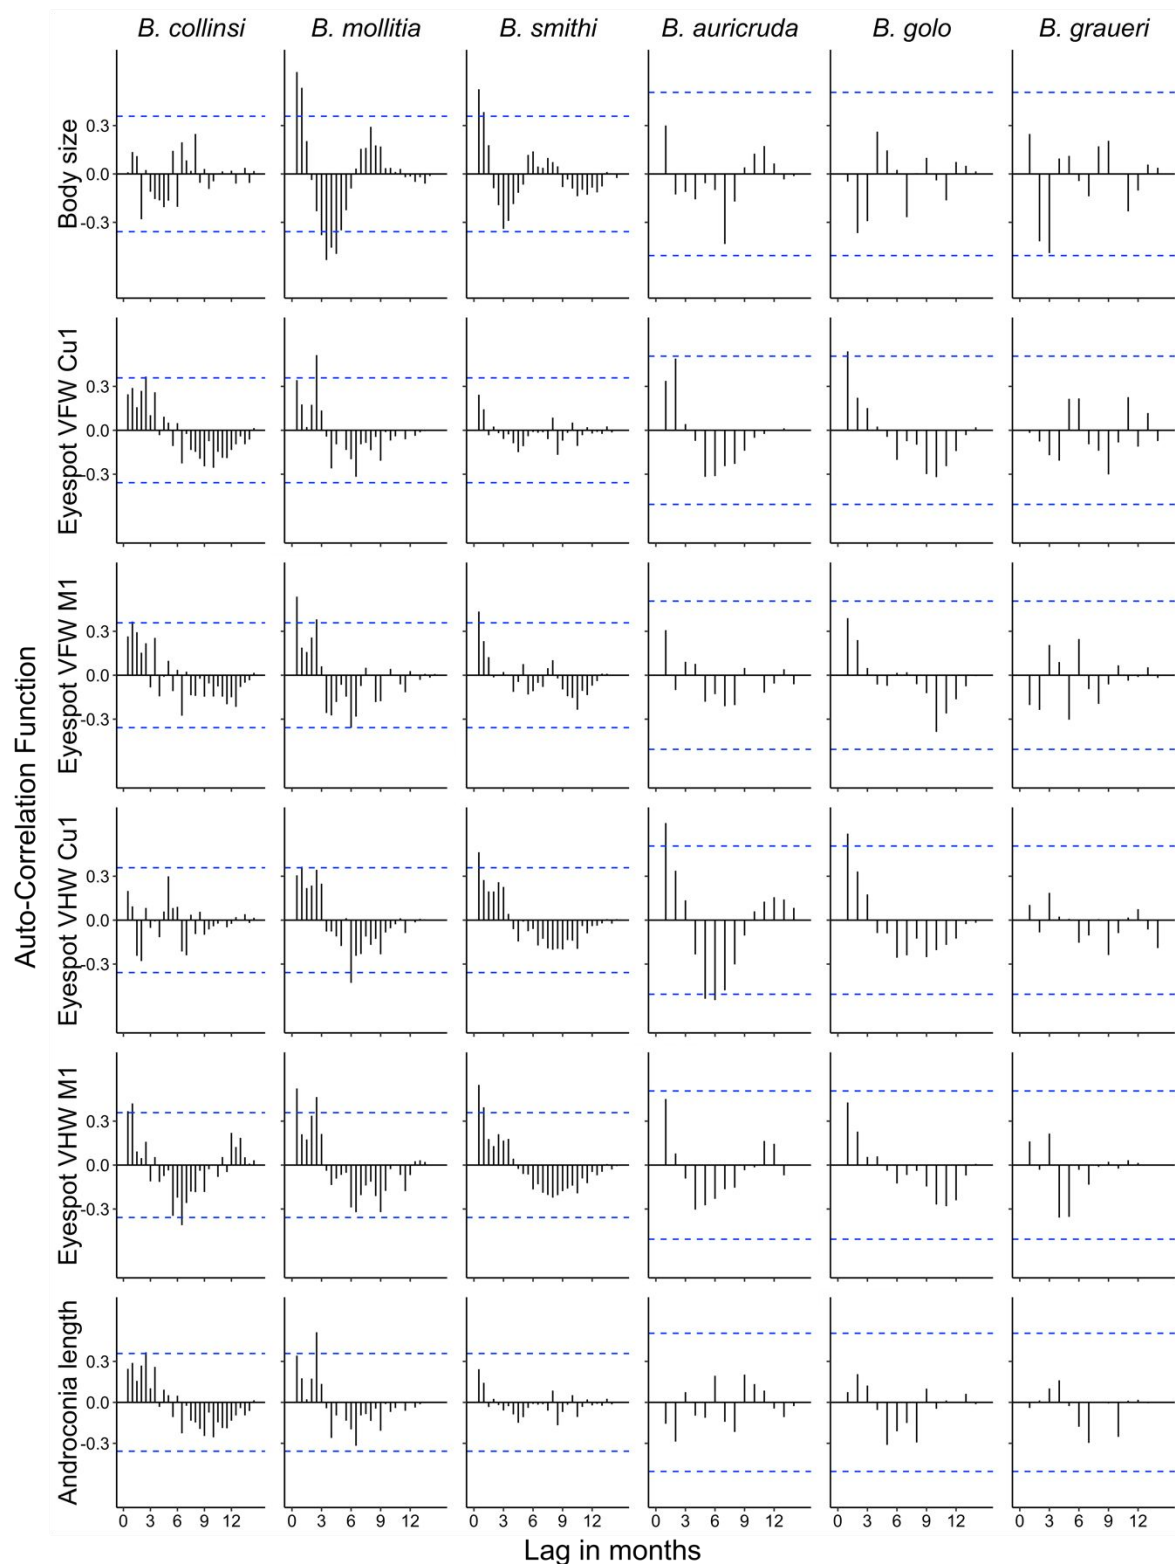 B. collinsi B. mollitia B. smithi B. auricruda B. golo B. graueri
Auto-Correlation Function
Body size
0.3
0.0
-0.3
Eyespot VFW Cu1
0.3
0.0
-0.3
Eyespot VFW M1
0.3
0.0
-0.3
Eyespot VHW Cu1
0.3
0.0
-0.3
Eyespot VHW M1
0.3
0.0
-0.3
Androconia length
0.3
0.0
-0.3
0 3 6 9 12 0 3 6 9 12 0 3 6 9 12 0 3 6 9 12 0 3 6 9 12 0 3 6 9 12
Lag in months